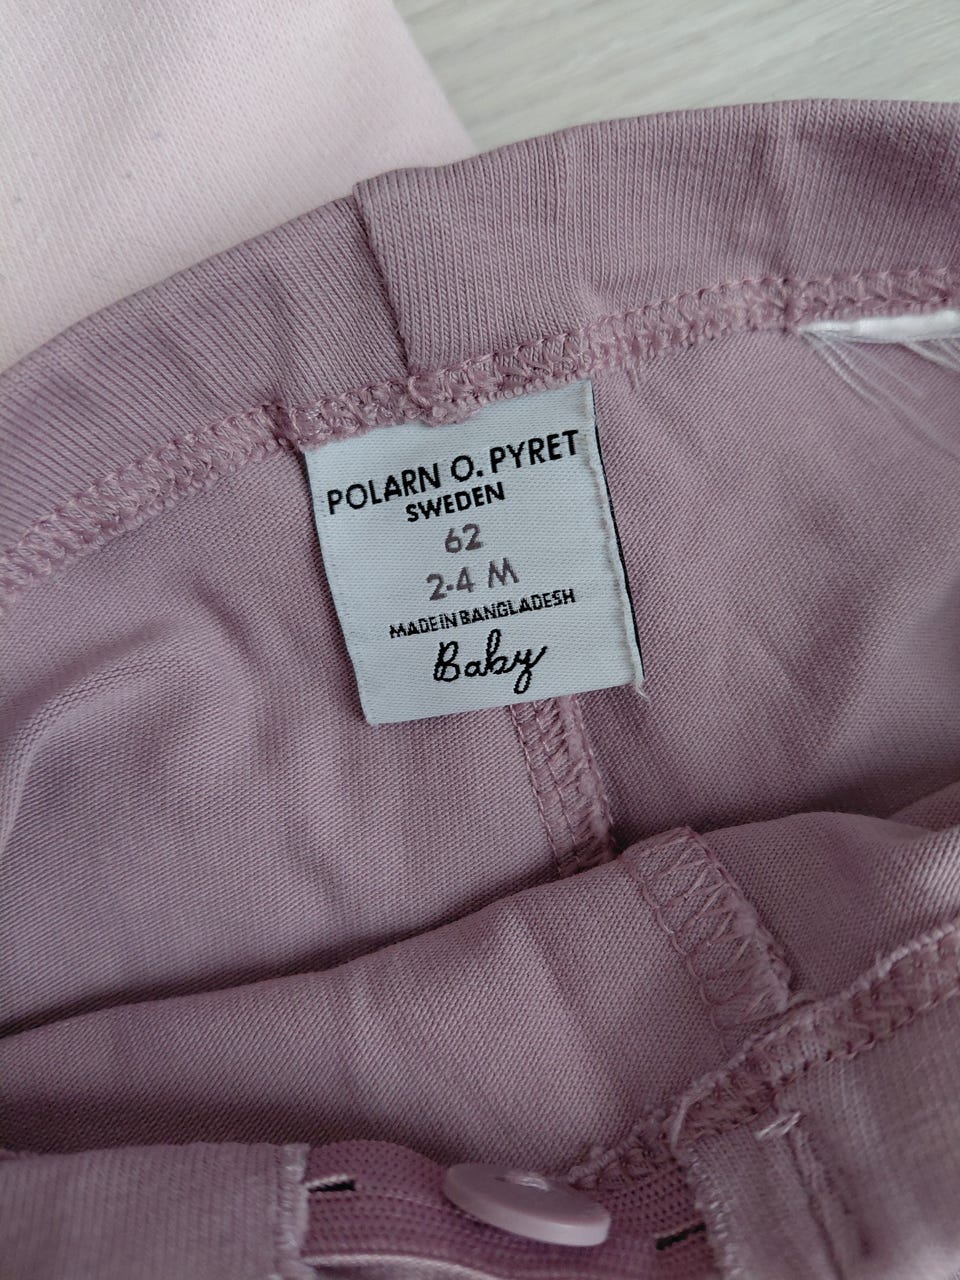 POLARN O. PYRET
SWEDEN
62
2-4 M
MADE IN BANGLADESH
Baby